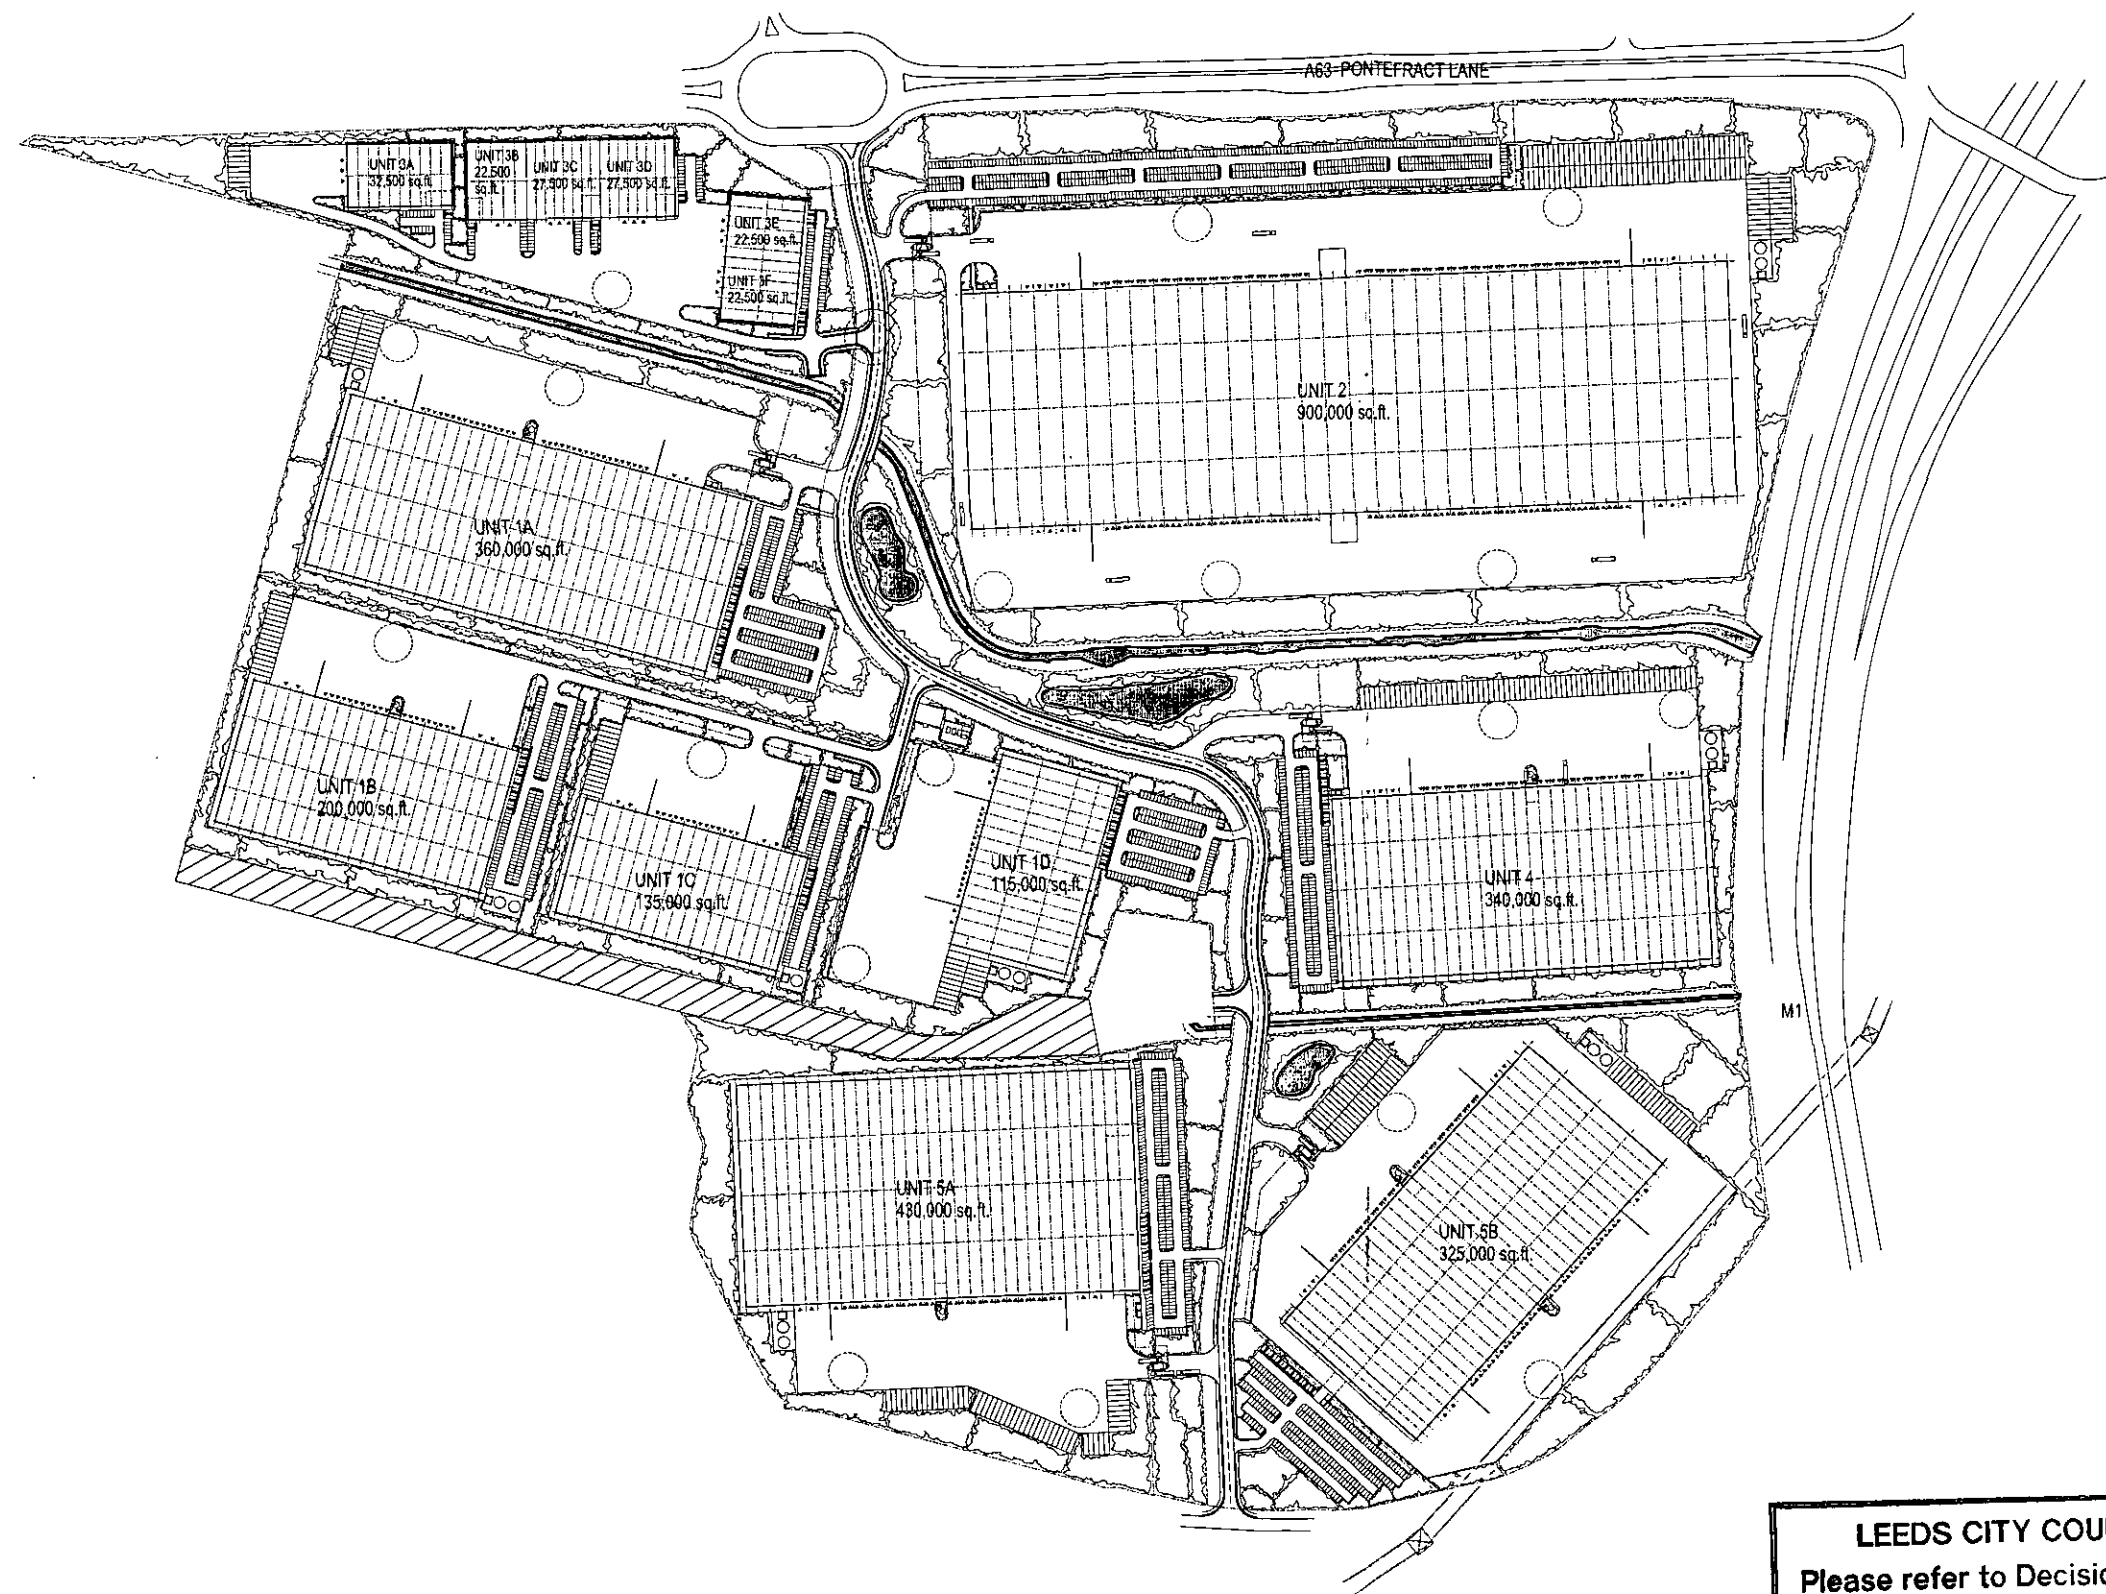 A63 PONTEFRACT LANE
UNIT 3A
32,500 sq.ft.
UNIT 3B
22,500
sq.ft.
UNIT 3C
27,500 sq.ft.
UNIT 3D
27,500 sq.ft.
UNIT 3E
22,500 sq.ft.
UNIT 3F
22,500 sq.ft.
UNIT 2
900,000 sq.ft.
UNIT 1A
360,000 sq.ft.
UNIT 1B
200,000 sq.ft.
UNIT 1C
135,000 sq.ft.
UNIT 1D
115,000 sq.ft.
UNIT 4
340,000 sq.ft.
M1
UNIT 5A
430,000 sq.ft.
UNIT 5B
325,000 sq.ft.
LEEDS CITY COU
Please refer to Decisio